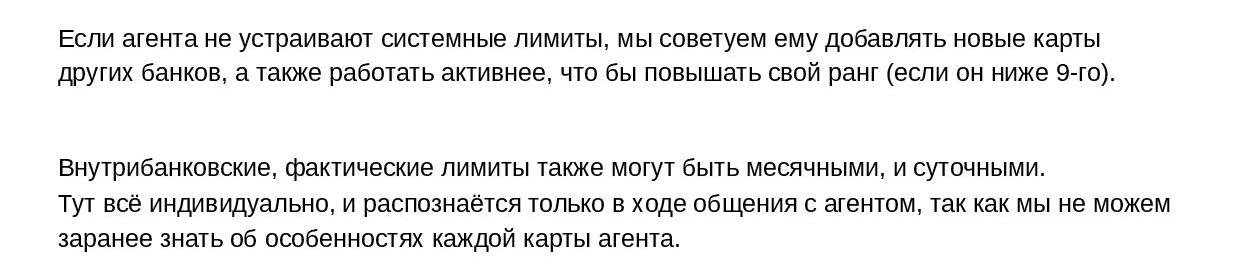 Если агента не устраивают системные лимиты, мы советуем ему добавлять новые карты
других банков, а также работать активнее, что бы повышать свой ранг (если он ниже 9-го).
Внутрибанковские, фактические лимиты также могут быть месячными, и суточными.
Тут всё индивидуально, и распознаётся только в ходе общения с агентом, так как мы не можем
заранее знать об особенностях каждой карты агента.